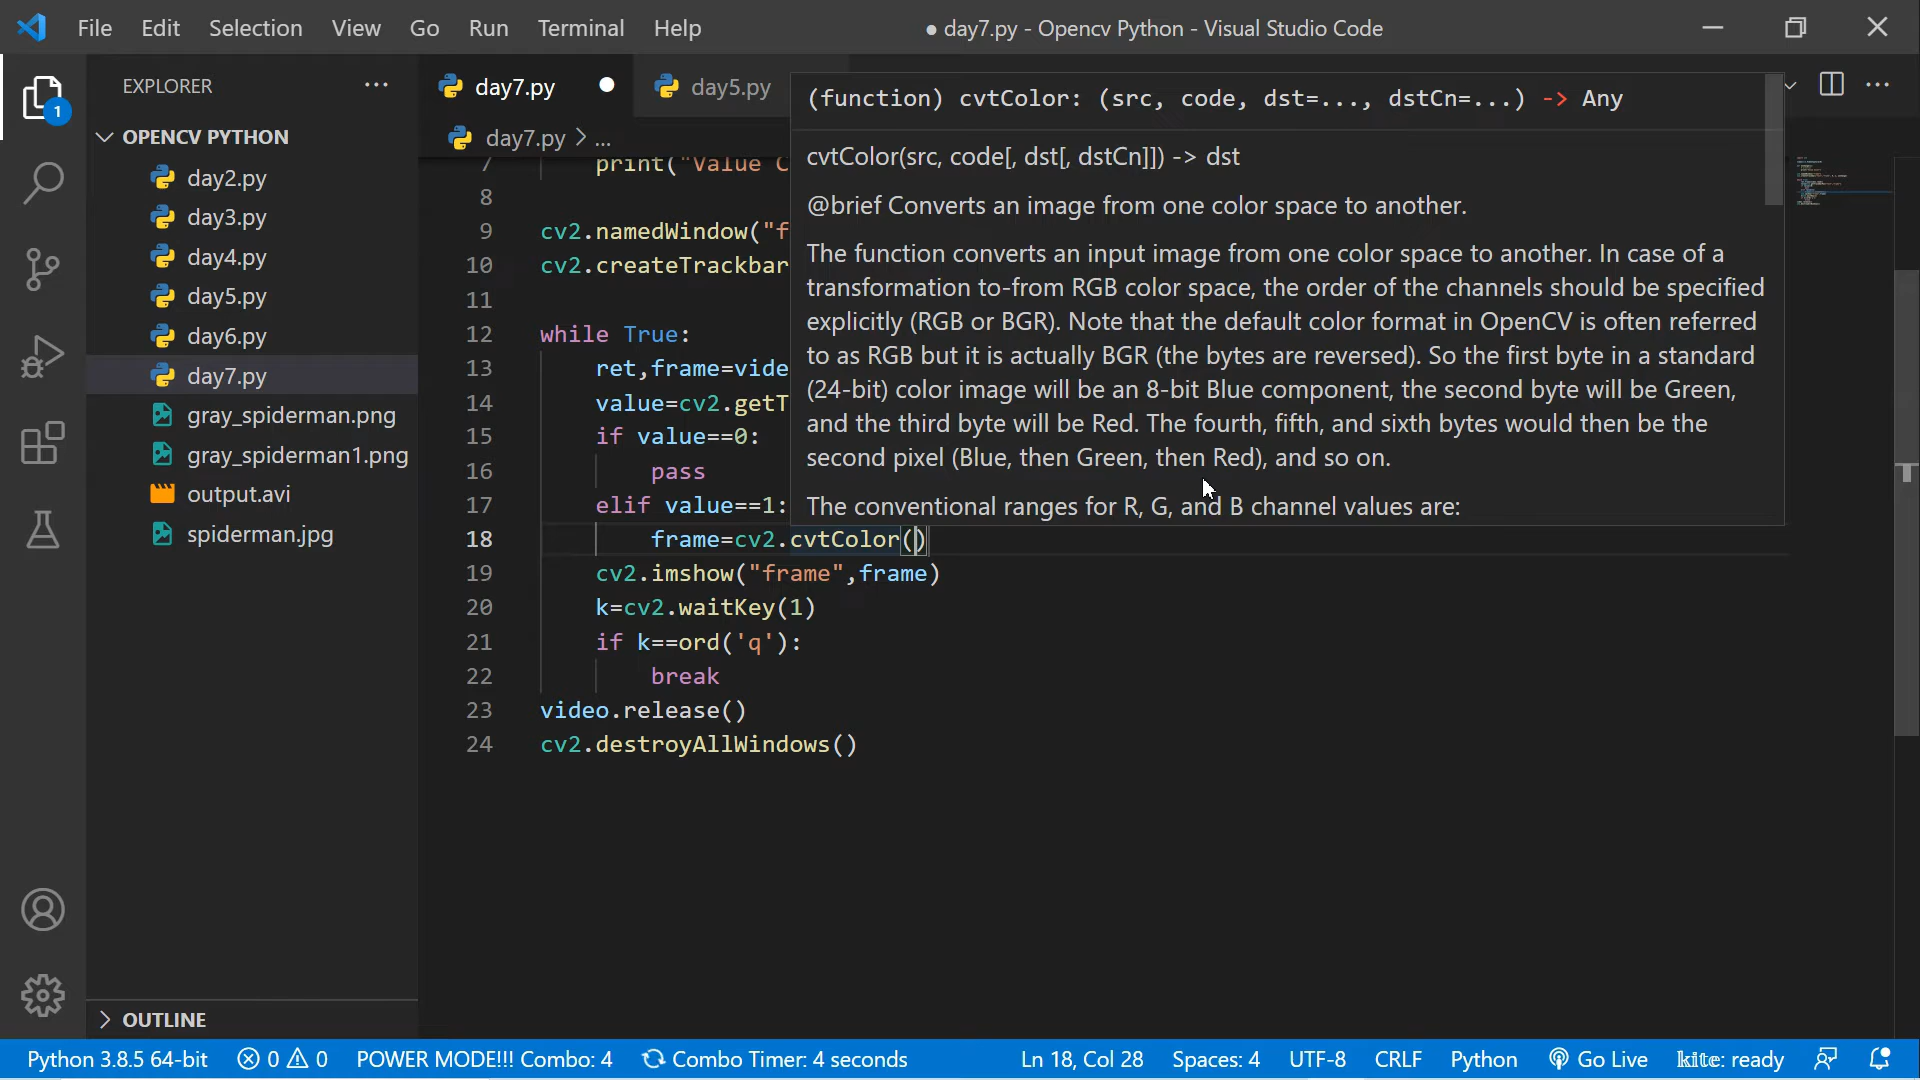 File Edit Selection View Go Run Terminal Help
● day7.py - Opencv Python - Visual Studio Code
EXPLORER
OPENCV PYTHON
day2.py
day3.py
day4.py
day5.py
day6.py
day7.py
gray_spiderman.png
gray_spiderman1.png
output.avi
spiderman.jpg
OUTLINE
1
day7.py
day5.py
day7.py > ...
7 print("Value C
8
9 cv2.namedWindow("f
10 cv2.createTrackbar
11
12 while True:
13 ret,frame=vide
14 value=cv2.getT
15 if value==0:
16 pass
17 elif value==1:
18 frame=cv2.cvtColor()
19 cv2.imshow("frame",frame)
20 k=cv2.waitKey(1)
21 if k==ord('q'):
22 break
23 video.release()
24 cv2.destroyAllWindows()
(function) cvtColor: (src, code, dst=..., dstCn=...) -> Any
cvtColor(src, code[, dst[, dstCn]]) -> dst
@brief Converts an image from one color space to another.
The function converts an input image from one color space to another. In case of a
transformation to-from RGB color space, the order of the channels should be specified
explicitly (RGB or BGR). Note that the default color format in OpenCV is often referred
to as RGB but it is actually BGR (the bytes are reversed). So the first byte in a standard
(24-bit) color image will be an 8-bit Blue component, the second byte will be Green,
and the third byte will be Red. The fourth, fifth, and sixth bytes would then be the
second pixel (Blue, then Green, then Red), and so on.
The conventional ranges for R, G, and B channel values are:
Python 3.8.5 64-bit 0 0 POWER MODE!!! Combo: 4 Combo Timer: 4 seconds Ln 18, Col 28 Spaces: 4 UTF-8 CRLF Python Go Live kite: ready